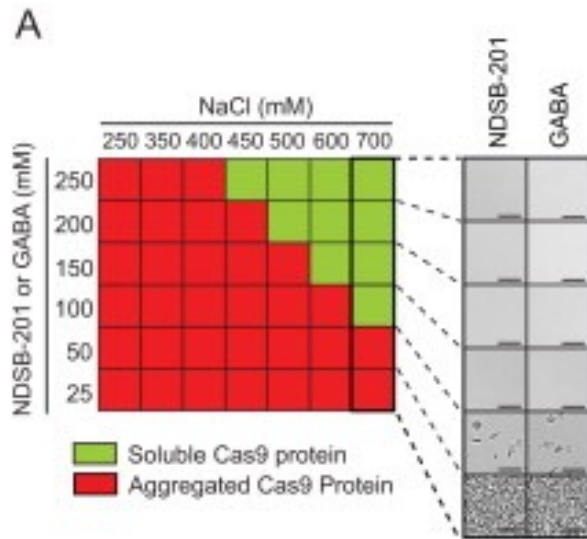 A
NaCl (mM)
250 350 400 450 500 600 700
NDSB-201 or GABA (mM)
250
200
150
100
50
25
NDSB-201
GABA
Soluble Cas9 protein
Aggregated Cas9 Protein